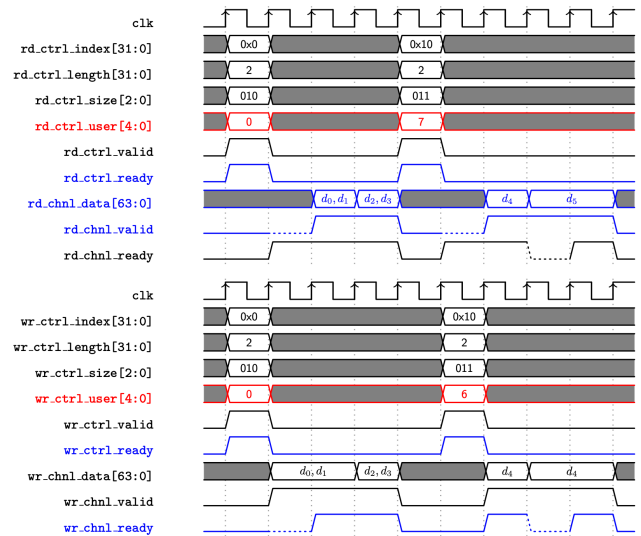 clk
rd_ctrl_index[31:0] 0x0 0x10
rd_ctrl_length[31:0] 2 2
rd_ctrl_size[2:0] 010 011
rd_ctrl_user[4:0] 0 7
rd_ctrl_valid
rd_ctrl_ready
rd_chnl_data[63:0] d₀, d₁ d₂, d₃ d₄ d₅
rd_chnl_valid
rd_chnl_ready
clk
wr_ctrl_index[31:0] 0x0 0x10
wr_ctrl_length[31:0] 2 2
wr_ctrl_size[2:0] 010 011
wr_ctrl_user[4:0] 0 6
wr_ctrl_valid
wr_ctrl_ready
wr_chnl_data[63:0] d₀, d₁ d₂, d₃ d₄ d₄
wr_chnl_valid
wr_chnl_ready